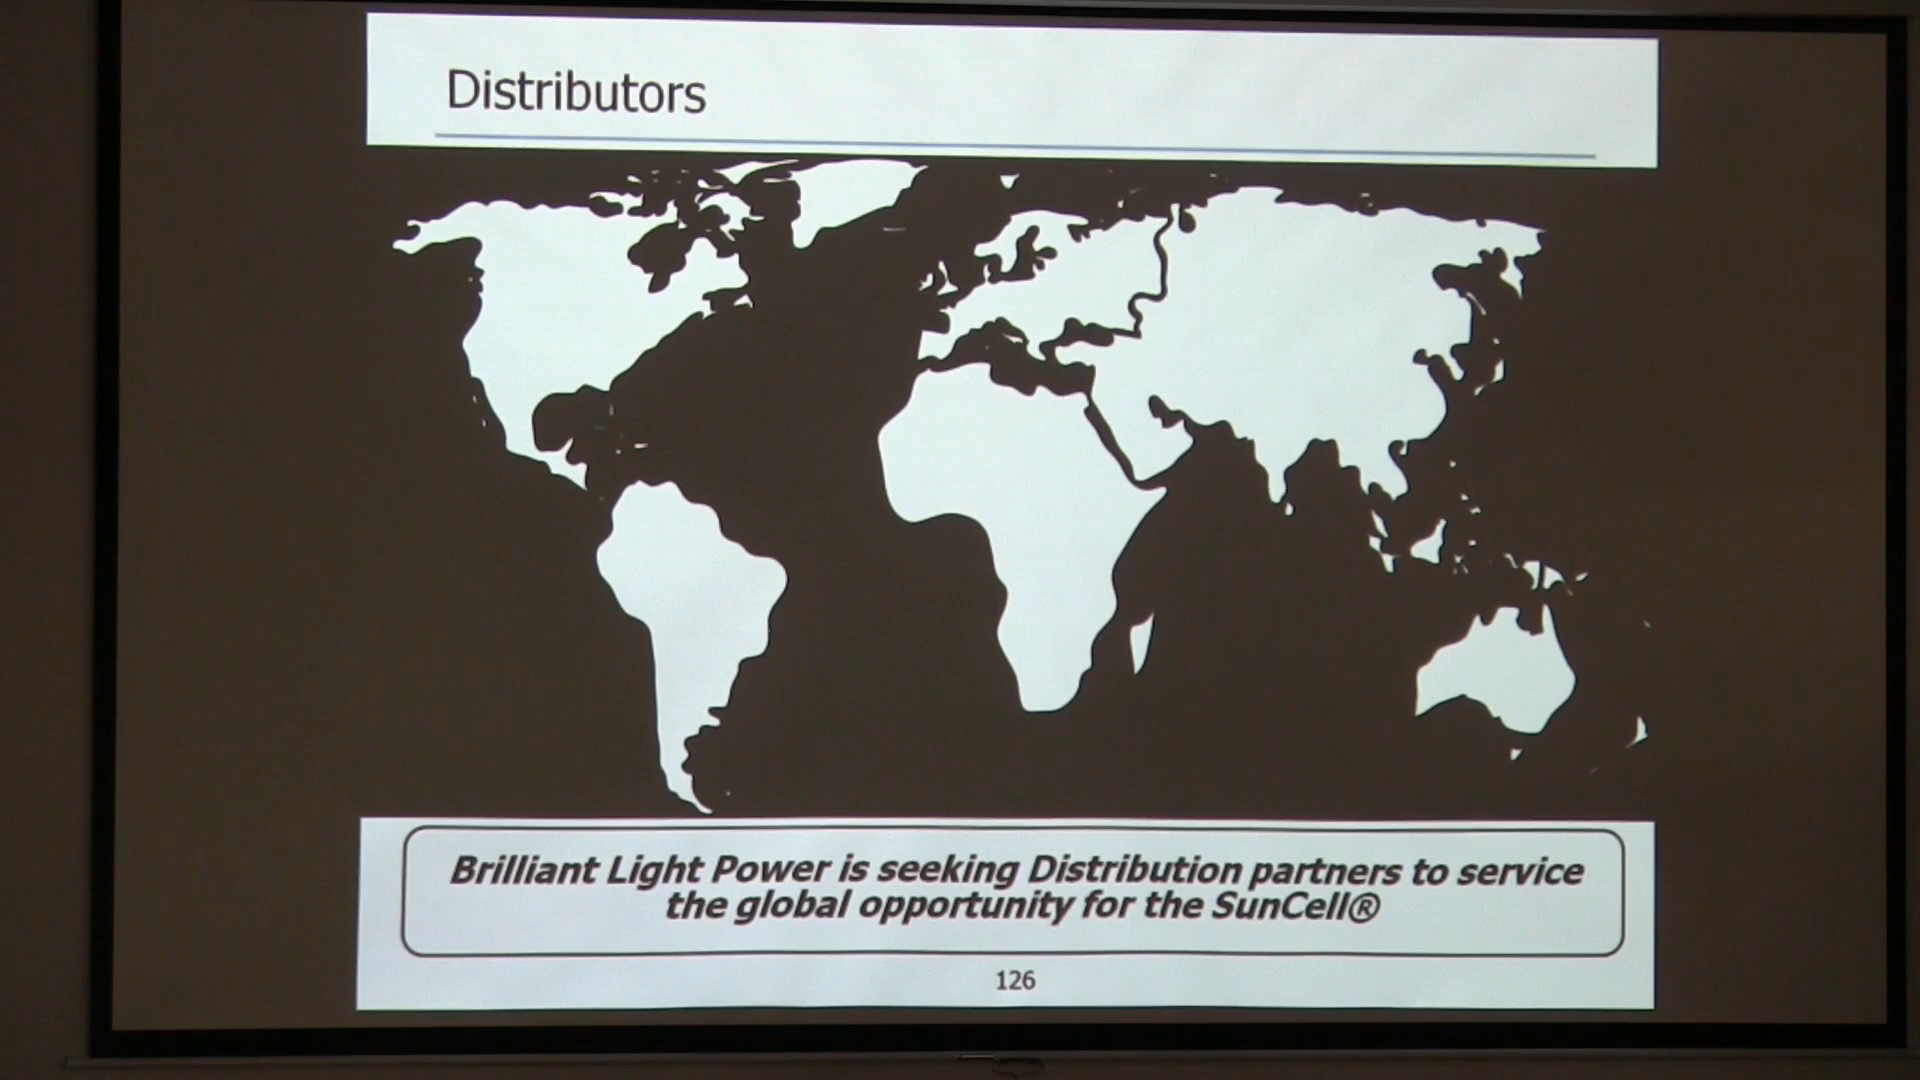 Distributors
Brilliant Light Power is seeking Distribution partners to service
the global opportunity for the SunCell®
126